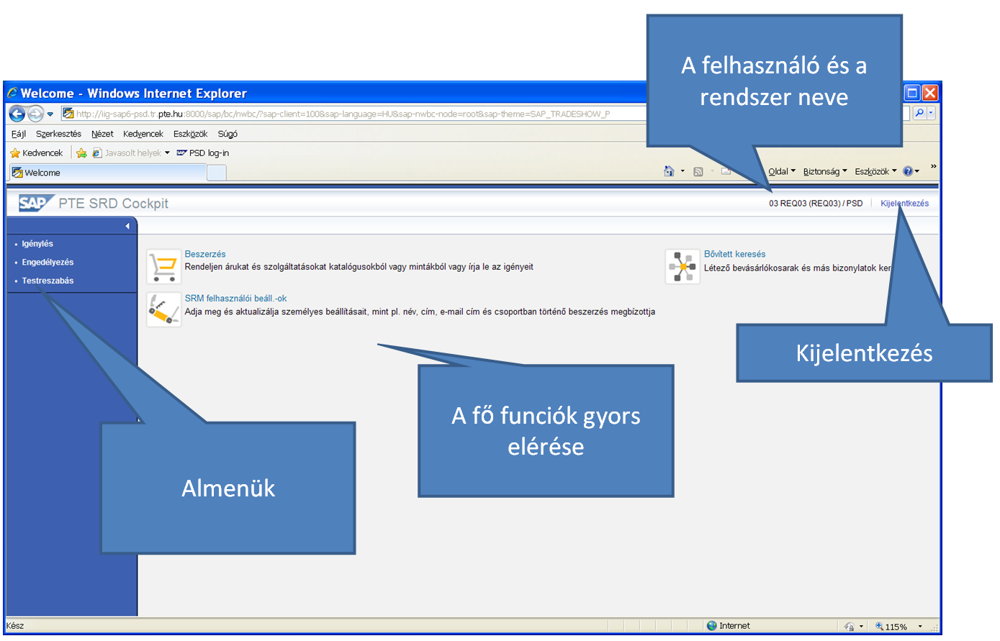 A felhasználó és a
rendszer neve
Welcome - Windows Internet Explorer
http://iig-sap6-psd.tr.pte.hu:8000/sap/bc/nwbc/?sap-client=100&sap-language=HU&sap-nwbc-node=root&sap-theme=SAP_TRADESHOW_P
Fájl Szerkesztés Nézet Kedvencek Eszközök Súgó
Kedvencek Javasolt helyek PSD log-in
Welcome
Oldal Biztonság Eszközök »
SAP PTE SRD Cockpit
03 REQ03 (REQ03) / PSD Kijelentkezés
Igénylés
Engedélyezés
Testreszabás
Beszerzés
Rendeljen árukat és szolgáltatásokat katalógusokból vagy mintákból vagy írja le az igényeit
Bővített keresés
Létező bevásárlókosarak és más bizonylatok ker
SRM felhasználói beáll.-ok
Adja meg és aktualizálja személyes beállításait, mint pl. név, cím, e-mail cím és csoportban történő beszerzés megbízottja
Kijelentkezés
A fő funciók gyors
elérése
Almenük
Kész
Internet
115%